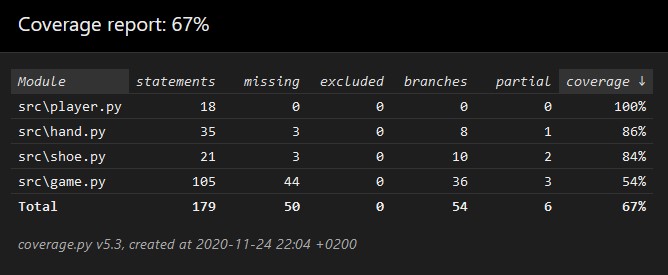 Coverage report: 67%
Module statements missing excluded branches partial coverage ↓
src\player.py 18 0 0 0 0 100%
src\hand.py 35 3 0 8 1 86%
src\shoe.py 21 3 0 10 2 84%
src\game.py 105 44 0 36 3 54%
Total 179 50 0 54 6 67%
coverage.py v5.3, created at 2020-11-24 22:04 +0200